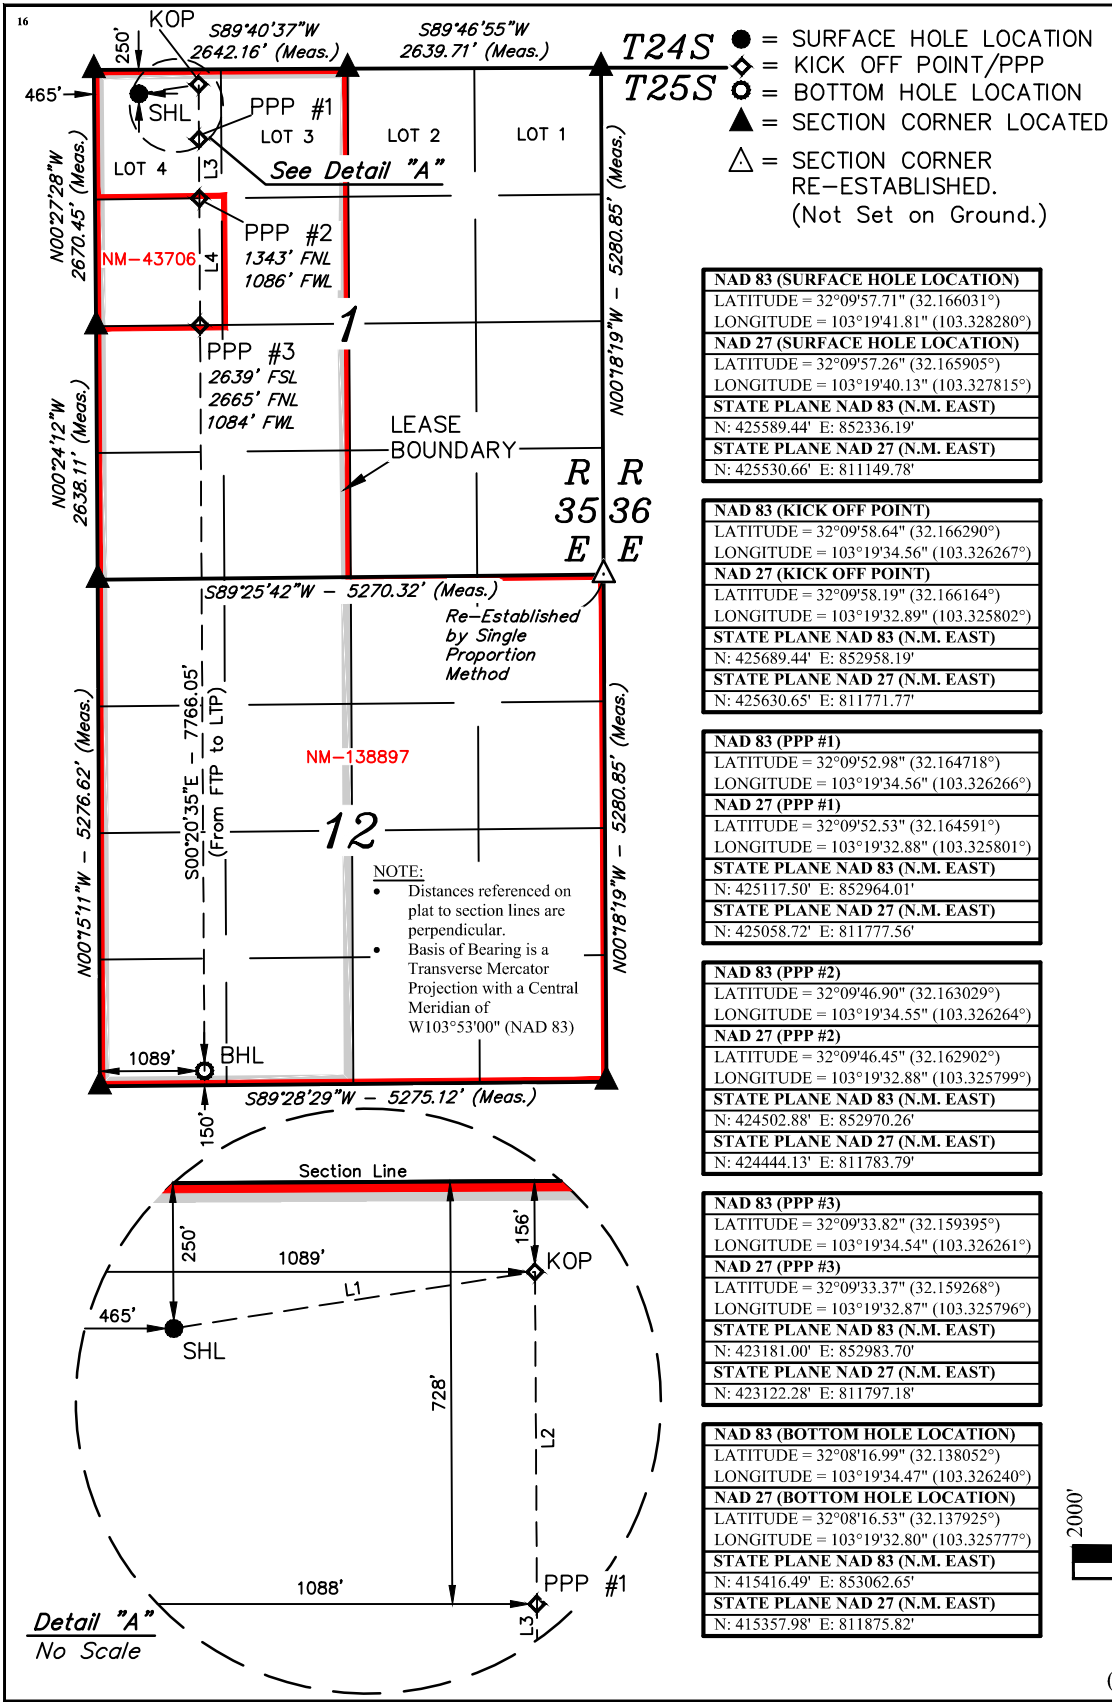 16
KOP
250'
S89°40'37"W
2642.16' (Meas.)
S89°46'55"W
2639.71' (Meas.)
T24S
T25S
● = SURFACE HOLE LOCATION
= KICK OFF POINT/PPP
= BOTTOM HOLE LOCATION
▲ = SECTION CORNER LOCATED
△ = SECTION CORNER
RE-ESTABLISHED.
(Not Set on Ground.)
465'
SHL
PPP #1
LOT 4
L3
LOT 3
LOT 2
LOT 1
See Detail "A"
N00°27'28"W
2670.45' (Meas.)
NM-43706
L4
PPP #2
1343' FNL
1086' FWL
1
PPP #3
2639' FSL
2665' FNL
1084' FWL
N00°18'19"W - 5280.85' (Meas.)
N00°24'12"W
2638.11' (Meas.)
LEASE
BOUNDARY
R R
35 36
E E
S89°25'42"W - 5270.32' (Meas.)
Re-Established
by Single
Proportion
Method
N00°15'11"W - 5276.62' (Meas.)
S00°20'35"E - 7766.05'
(From FTP to LTP)
NM-138897
12
N00°18'19"W - 5280.85' (Meas.)
NOTE:
• Distances referenced on
plat to section lines are
perpendicular.
• Basis of Bearing is a
Transverse Mercator
Projection with a Central
Meridian of
W103°53'00" (NAD 83)
1089'
BHL
150'
S89°28'29"W - 5275.12' (Meas.)
Section Line
250'
156'
1089'
KOP
L1
465'
SHL
728'
L2
1088'
PPP #1
L3
Detail "A"
No Scale
NAD 83 (SURFACE HOLE LOCATION)
LATITUDE = 32°09'57.71" (32.166031°)
LONGITUDE = 103°19'41.81" (103.328280°)
NAD 27 (SURFACE HOLE LOCATION)
LATITUDE = 32°09'57.26" (32.165905°)
LONGITUDE = 103°19'40.13" (103.327815°)
STATE PLANE NAD 83 (N.M. EAST)
N: 425589.44' E: 852336.19'
STATE PLANE NAD 27 (N.M. EAST)
N: 425530.66' E: 811149.78'
NAD 83 (KICK OFF POINT)
LATITUDE = 32°09'58.64" (32.166290°)
LONGITUDE = 103°19'34.56" (103.326267°)
NAD 27 (KICK OFF POINT)
LATITUDE = 32°09'58.19" (32.166164°)
LONGITUDE = 103°19'32.89" (103.325802°)
STATE PLANE NAD 83 (N.M. EAST)
N: 425689.44' E: 852958.19'
STATE PLANE NAD 27 (N.M. EAST)
N: 425630.65' E: 811771.77'
NAD 83 (PPP #1)
LATITUDE = 32°09'52.98" (32.164718°)
LONGITUDE = 103°19'34.56" (103.326266°)
NAD 27 (PPP #1)
LATITUDE = 32°09'52.53" (32.164591°)
LONGITUDE = 103°19'32.88" (103.325801°)
STATE PLANE NAD 83 (N.M. EAST)
N: 425117.50' E: 852964.01'
STATE PLANE NAD 27 (N.M. EAST)
N: 425058.72' E: 811777.56'
NAD 83 (PPP #2)
LATITUDE = 32°09'46.90" (32.163029°)
LONGITUDE = 103°19'34.55" (103.326264°)
NAD 27 (PPP #2)
LATITUDE = 32°09'46.45" (32.162902°)
LONGITUDE = 103°19'32.88" (103.325799°)
STATE PLANE NAD 83 (N.M. EAST)
N: 424502.88' E: 852970.26'
STATE PLANE NAD 27 (N.M. EAST)
N: 424444.13' E: 811783.79'
NAD 83 (PPP #3)
LATITUDE = 32°09'33.82" (32.159395°)
LONGITUDE = 103°19'34.54" (103.326261°)
NAD 27 (PPP #3)
LATITUDE = 32°09'33.37" (32.159268°)
LONGITUDE = 103°19'32.87" (103.325796°)
STATE PLANE NAD 83 (N.M. EAST)
N: 423181.00' E: 852983.70'
STATE PLANE NAD 27 (N.M. EAST)
N: 423122.28' E: 811797.18'
NAD 83 (BOTTOM HOLE LOCATION)
LATITUDE = 32°08'16.99" (32.138052°)
LONGITUDE = 103°19'34.47" (103.326240°)
NAD 27 (BOTTOM HOLE LOCATION)
LATITUDE = 32°08'16.53" (32.137925°)
LONGITUDE = 103°19'32.80" (103.325777°)
STATE PLANE NAD 83 (N.M. EAST)
N: 415416.49' E: 853062.65'
STATE PLANE NAD 27 (N.M. EAST)
N: 415357.98' E: 811875.82'
2000'
(